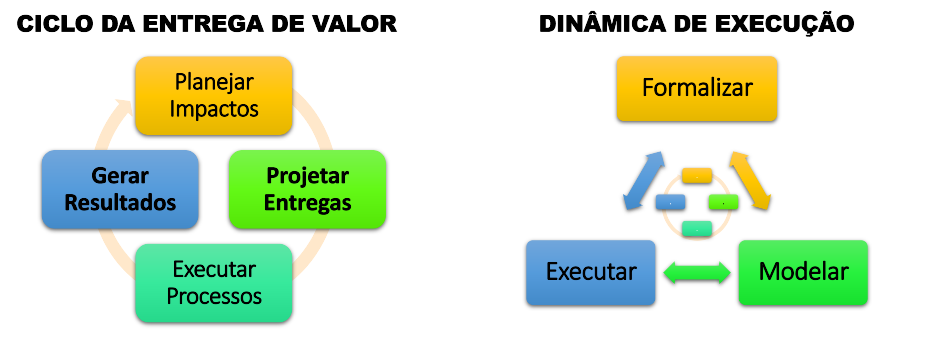 CICLO DA ENTREGA DE VALOR
Planejar
Impactos
Gerar
Resultados
Projetar
Entregas
Executar
Processos
DINÂMICA DE EXECUÇÃO
Formalizar
Executar
Modelar